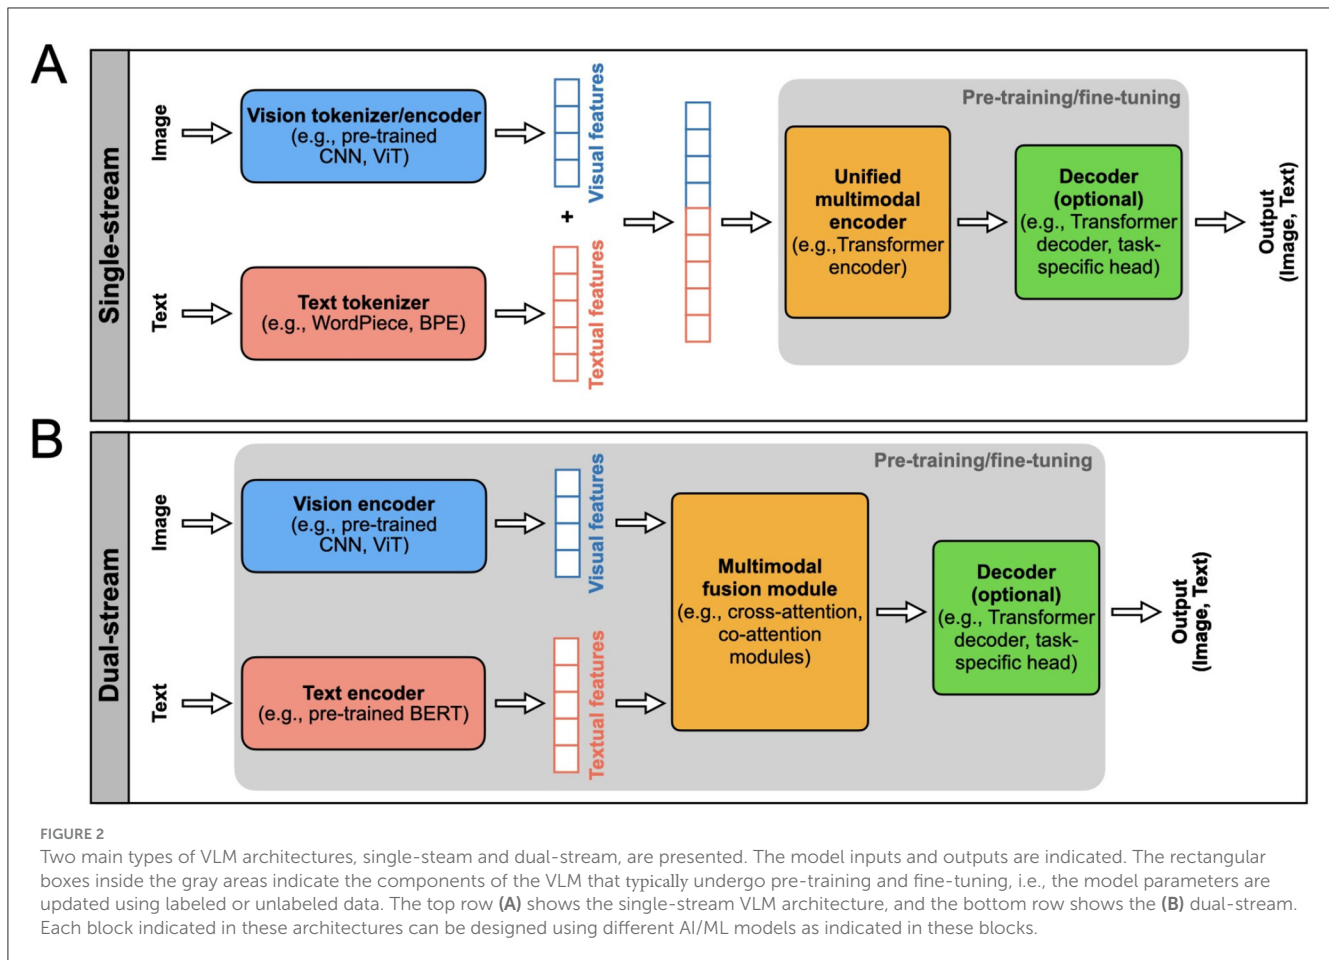 A
Single-stream
Image
Vision tokenizer/encoder
(e.g., pre-trained
CNN, ViT)
Visual features
+
Text
Text tokenizer
(e.g., WordPiece, BPE)
Textual features
Pre-training/fine-tuning
Unified
multimodal
encoder
(e.g.,Transformer
encoder)
Decoder
(optional)
(e.g., Transformer
decoder, task-
specific head)
Output
(Image, Text)
B
Dual-stream
Pre-training/fine-tuning
Image
Vision encoder
(e.g., pre-trained
CNN, ViT)
Visual features
Text
Text encoder
(e.g., pre-trained BERT)
Textual features
Multimodal
fusion module
(e.g., cross-attention,
co-attention
modules)
Decoder
(optional)
(e.g., Transformer
decoder, task-
specific head)
Output
(Image, Text)
FIGURE 2
Two main types of VLM architectures, single-steam and dual-stream, are presented. The model inputs and outputs are indicated. The rectangular
boxes inside the gray areas indicate the components of the VLM that typically undergo pre-training and fine-tuning, i.e., the model parameters are
updated using labeled or unlabeled data. The top row (A) shows the single-stream VLM architecture, and the bottom row shows the (B) dual-stream.
Each block indicated in these architectures can be designed using different AI/ML models as indicated in these blocks.